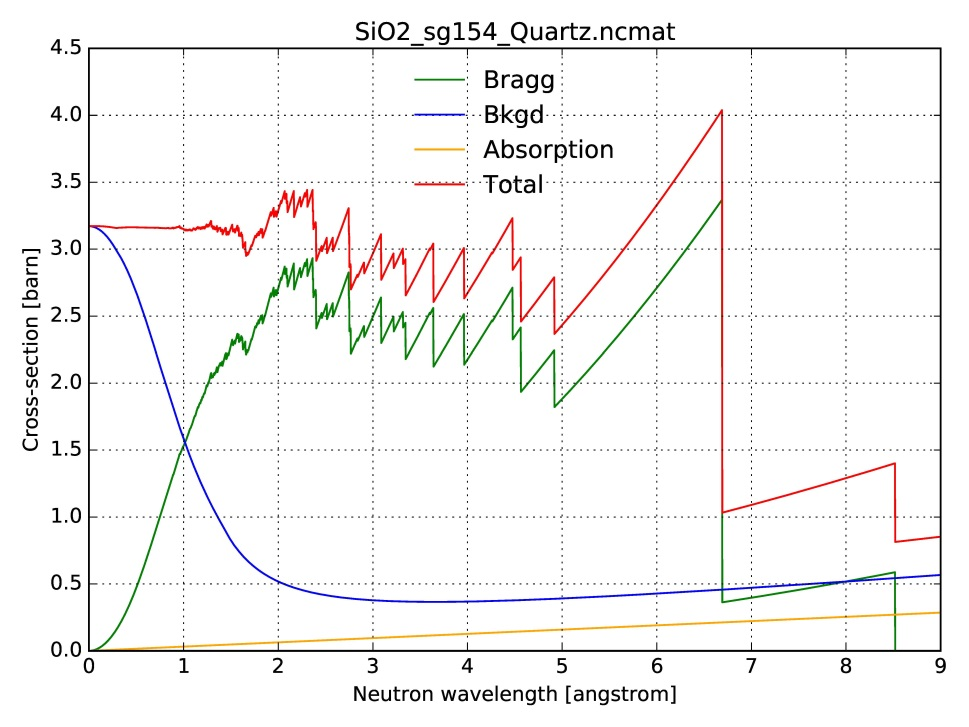 SiO2_sg154_Quartz.ncmat
Bragg
Bkgd
Absorption
Total
Cross-section [barn]
4.5
4.0
3.5
3.0
2.5
2.0
1.5
1.0
0.5
0.0
0 1 2 3 4 5 6 7 8 9
Neutron wavelength [angstrom]